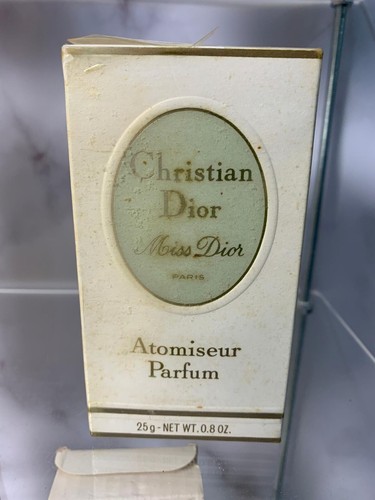 Christian
Dior
Miss Dior
PARIS
Atomiseur
Parfum
25g - NET WT. 0.8 OZ.